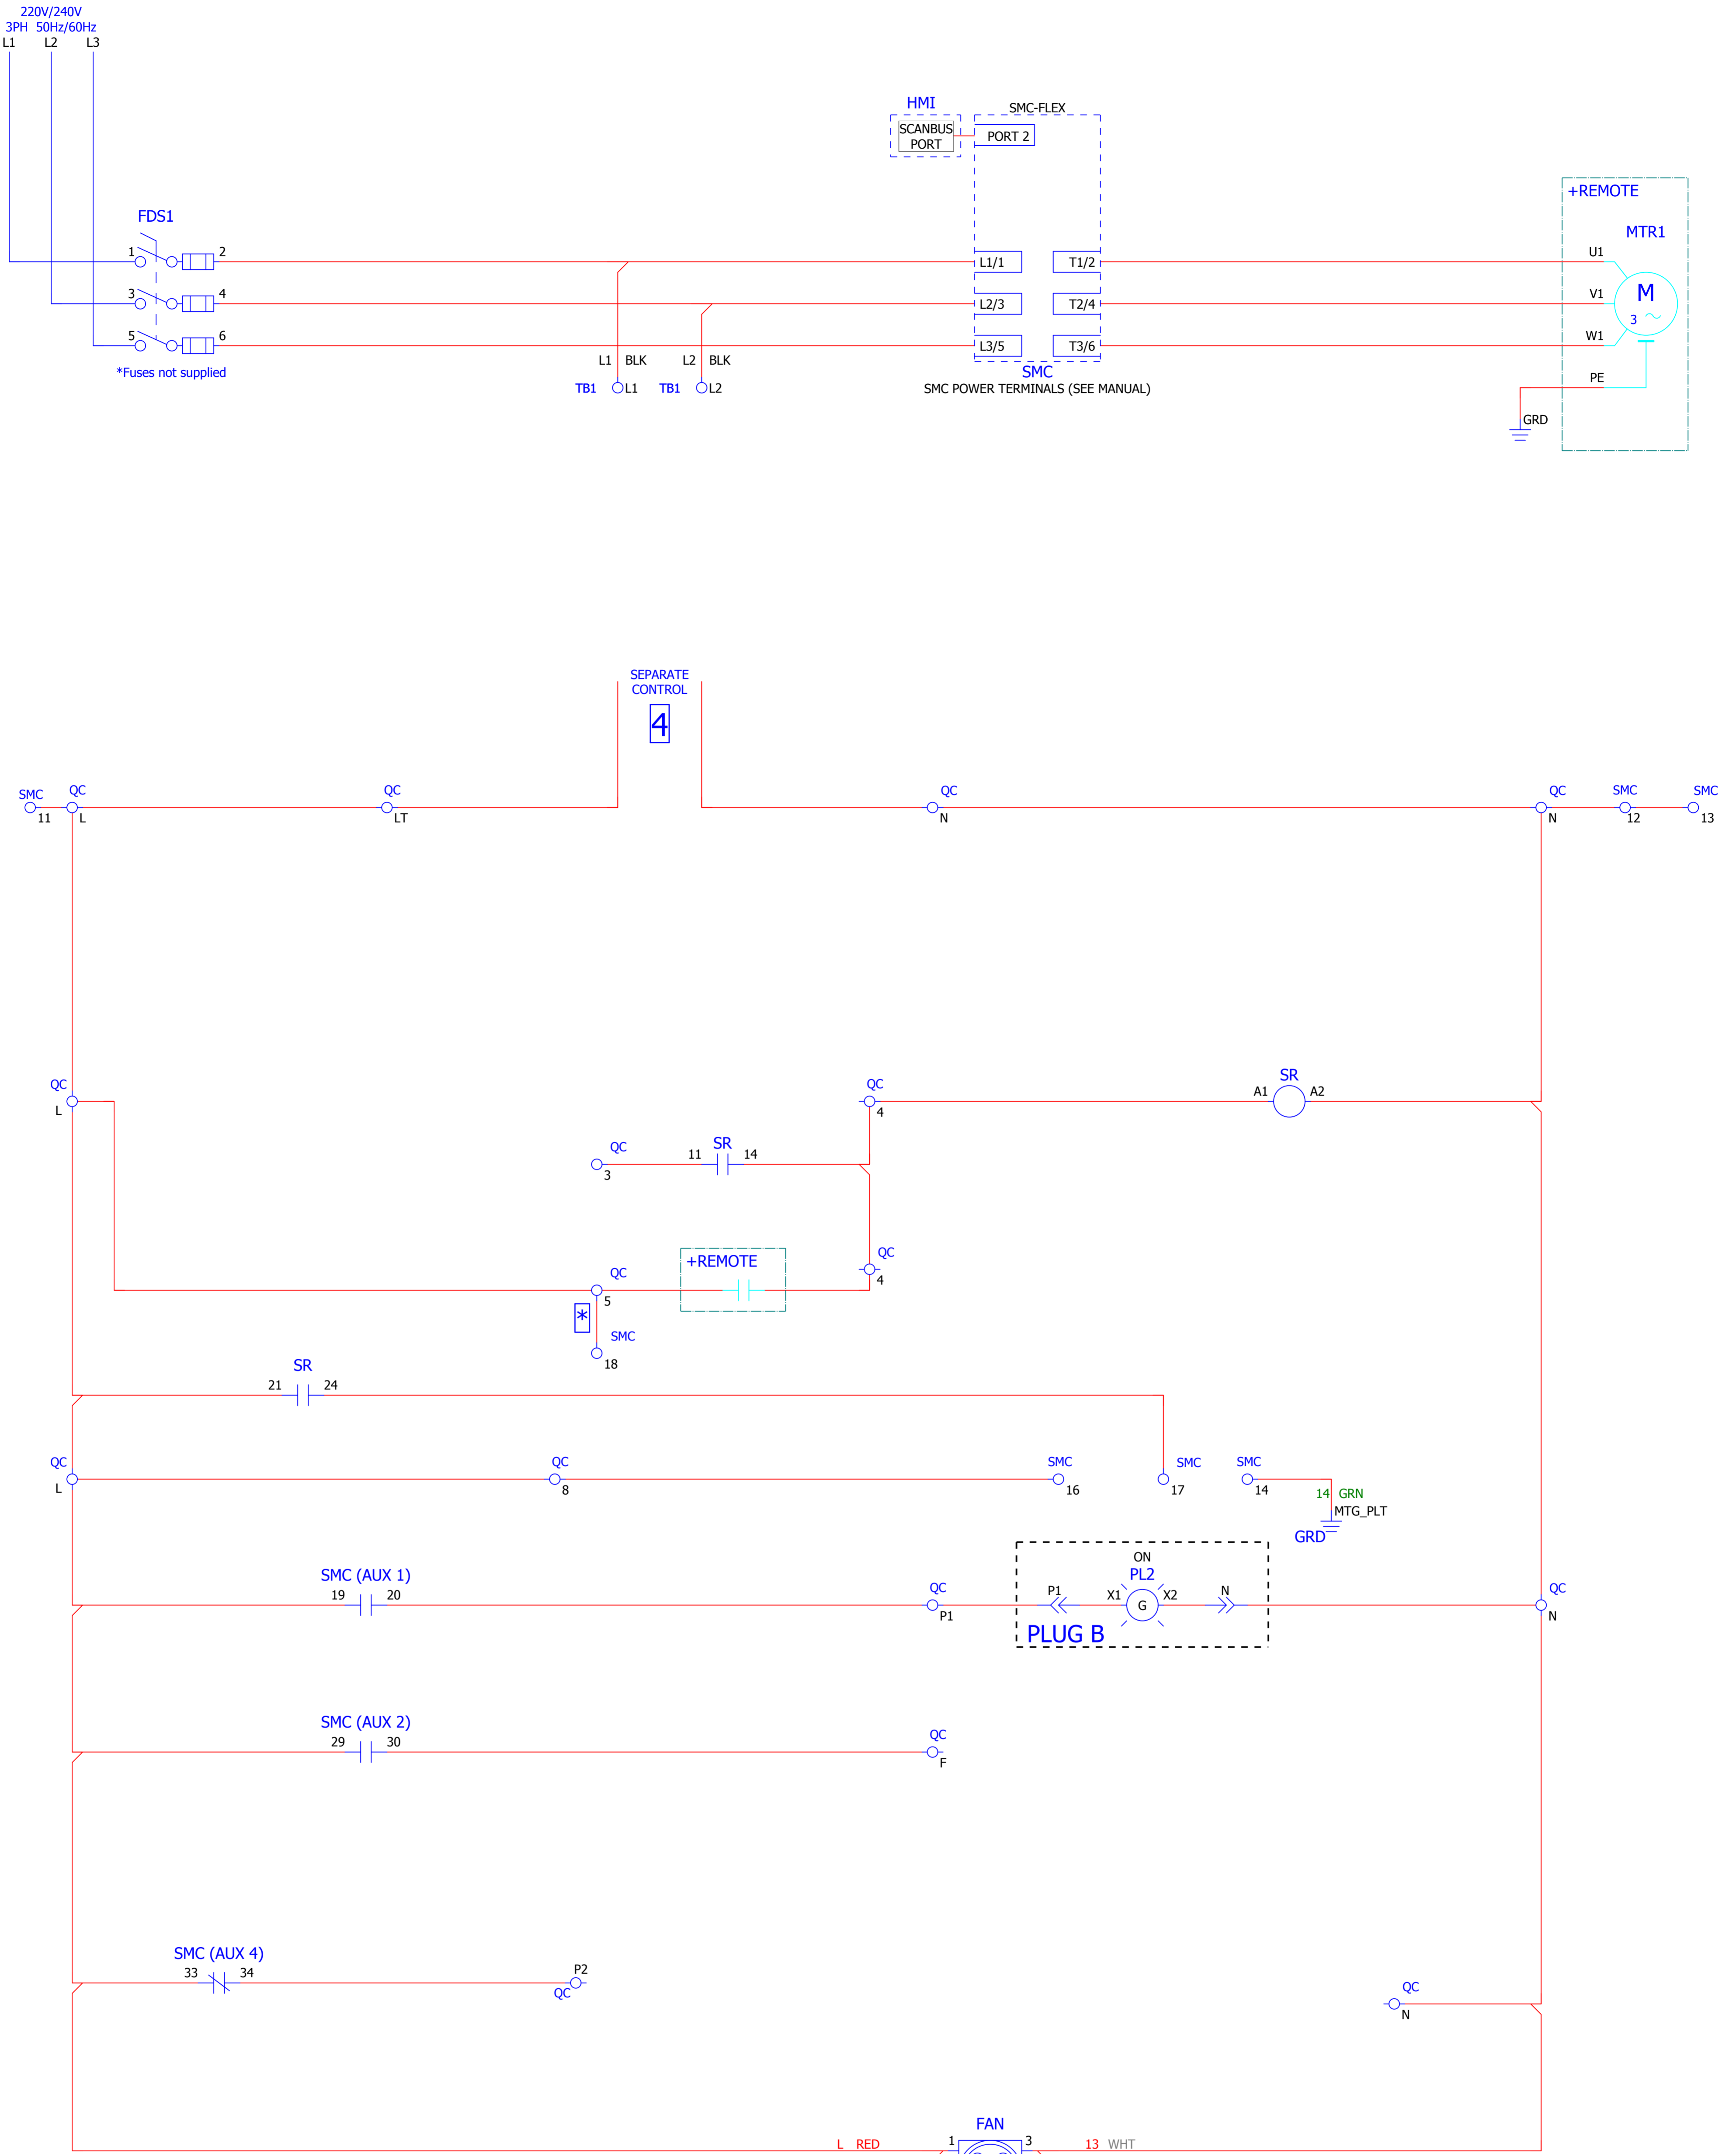 220V/240V
3PH 50Hz/60Hz
L1 L2 L3
HMI
SMC-FLEX
SCANBUS
PORT
PORT 2
+REMOTE
FDS1
MTR1
1 2
L1/1 T1/2
U1
3 4
L2/3 T2/4
V1
M
3
5 6
L3/5 T3/6
W1
*Fuses not supplied
L1 BLK L2 BLK
SMC
PE
TB1 L1 TB1 L2
SMC POWER TERMINALS (SEE MANUAL)
GRD
SEPARATE
CONTROL
4
SMC QC QC QC QC SMC SMC
11 L LT N N 12 13
QC QC SR
A1 A2
L 4
QC 11 SR 14
3
+REMOTE
QC
4
QC
5
*
SMC
18
SR
21 24
QC QC SMC SMC SMC
L 8 16 17 14
14 GRN
MTG_PLT
GRD
ON
SMC (AUX 1)
PL2
19 20
QC
P1 X1 G X2 N
QC
P1
N
PLUG B
SMC (AUX 2)
29 30
QC
F
SMC (AUX 4)
33 34
P2
QC
QC
N
FAN
L RED 1 3 13 WHT